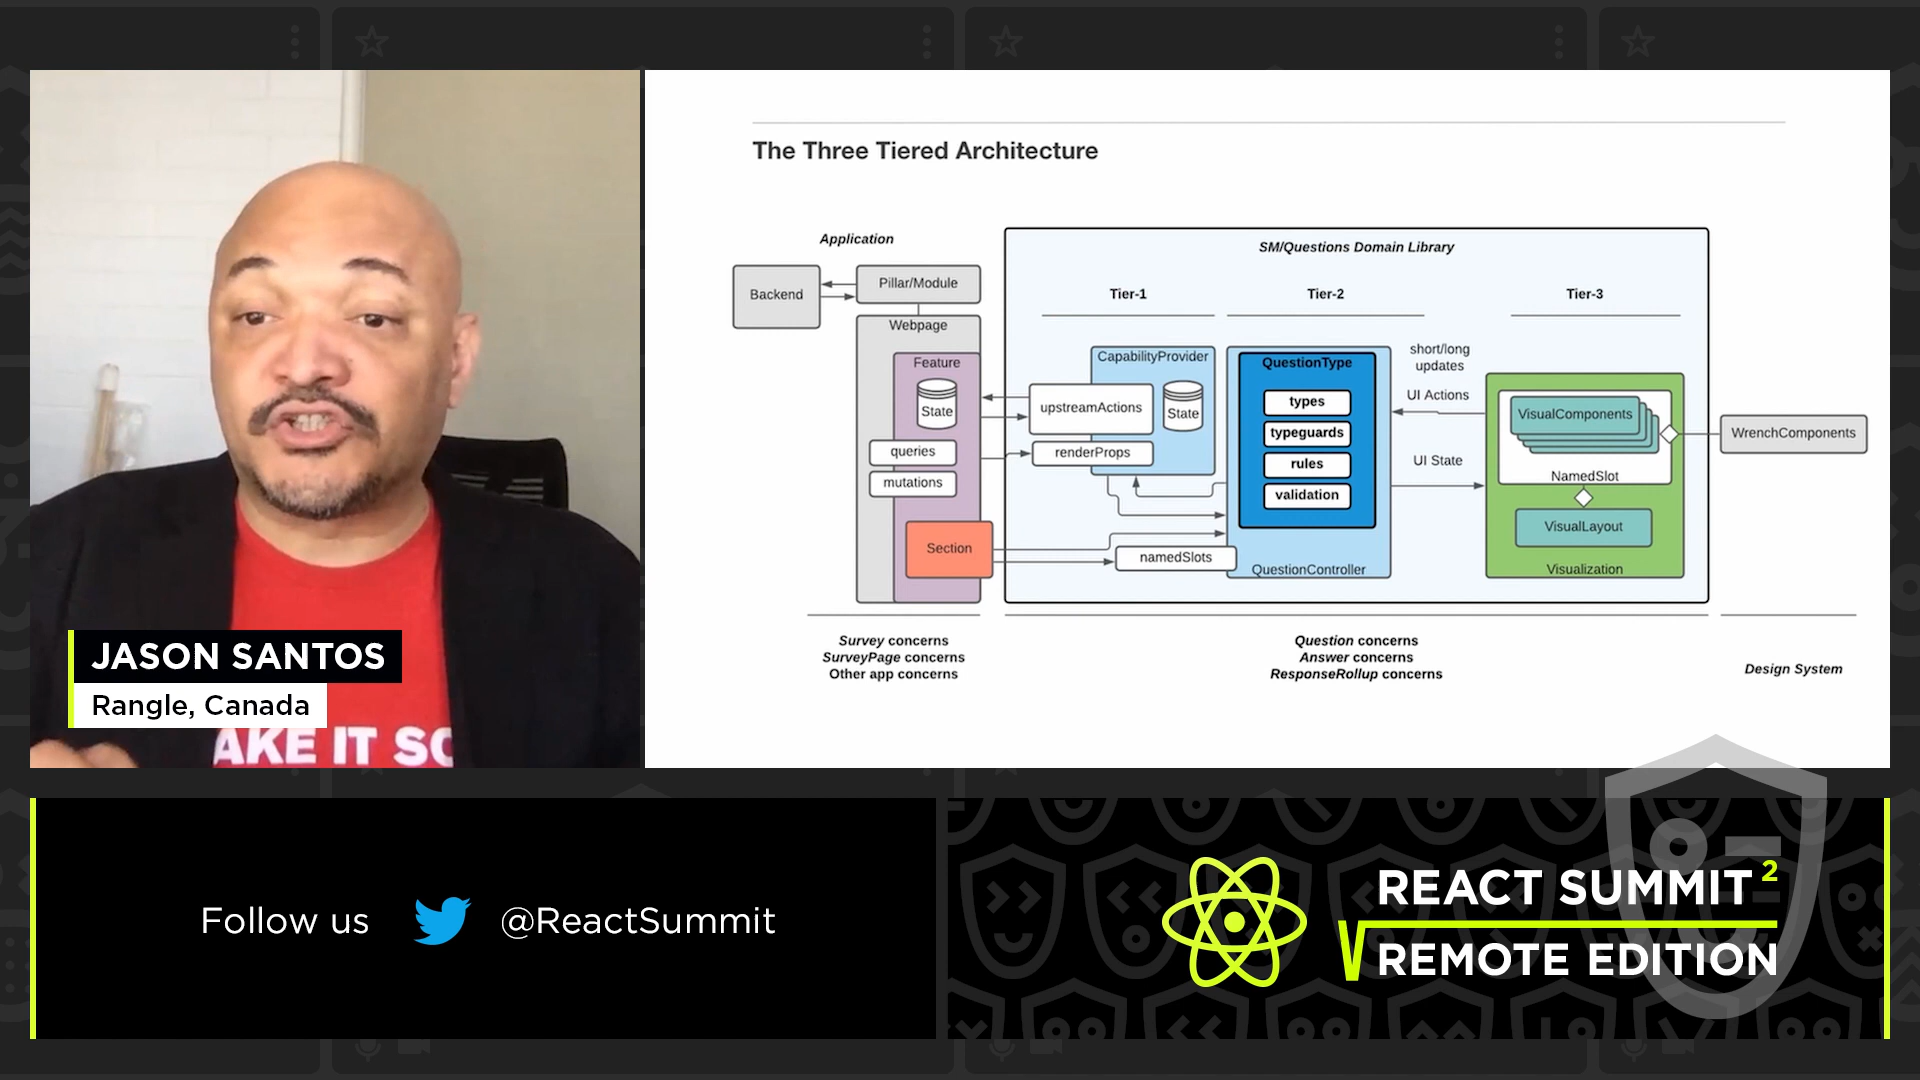 The Three Tiered Architecture
Application
SM/Questions Domain Library
Backend
Pillar/Module
Webpage
Feature
State
queries
mutations
Section
Tier-1
Tier-2
Tier-3
CapabilityProvider
upstreamActions
State
renderProps
namedSlots
QuestionType
types
typeguards
rules
validation
QuestionController
short/long
updates
UI Actions
UI State
VisualComponents
NamedSlot
VisualLayout
Visualization
WrenchComponents
Survey concerns
SurveyPage concerns
Other app concerns
Question concerns
Answer concerns
ResponseRollup concerns
Design System
JASON SANTOS
Rangle, Canada
AKE IT SO
Follow us
@ReactSummit
REACT SUMMIT 2
REMOTE EDITION